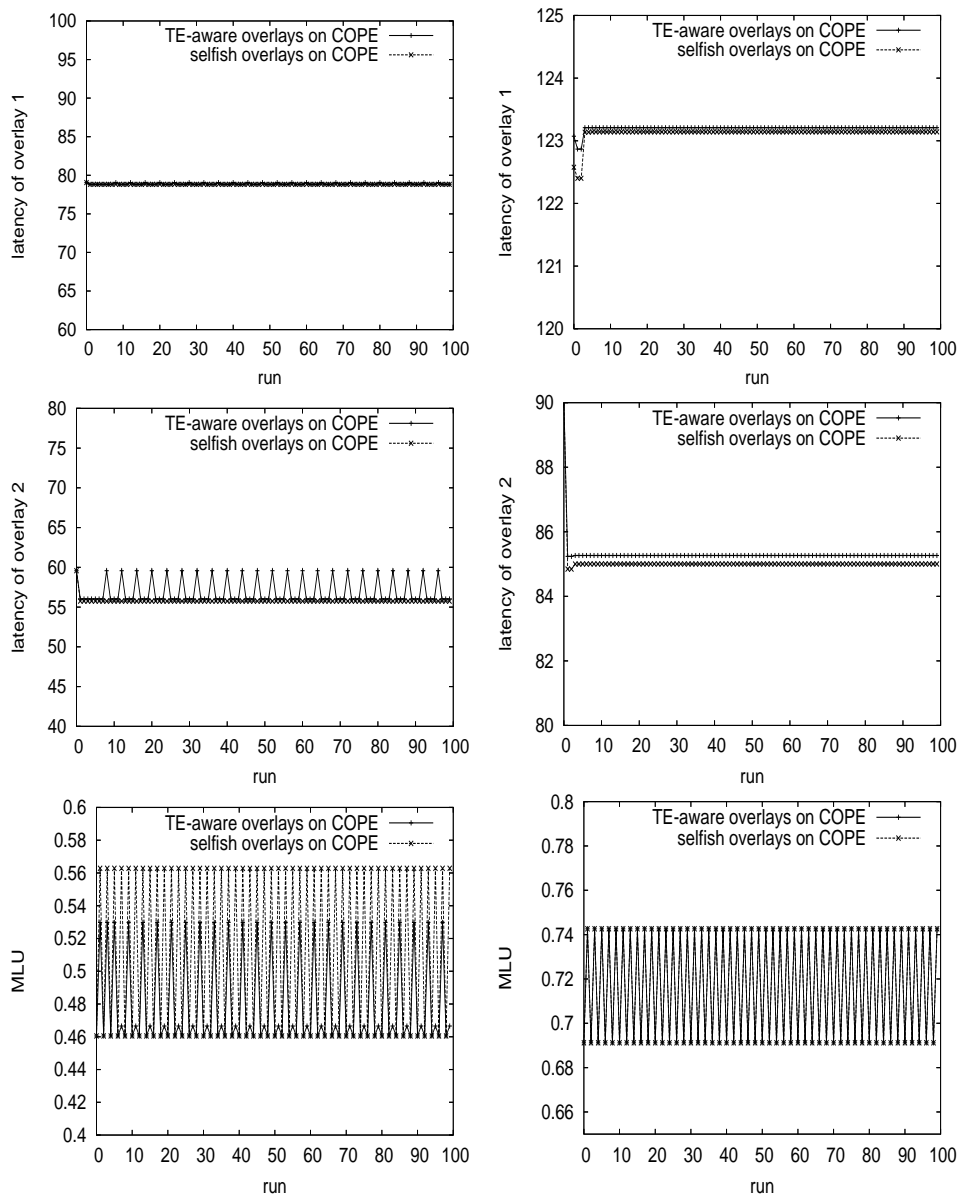 100
95
90
85
80
75
70
65
60
0 10 20 30 40 50 60 70 80 90 100
latency of overlay 1
run
TE-aware overlays on COPE
selfish overlays on COPE
125
124
123
122
121
120
0 10 20 30 40 50 60 70 80 90 100
latency of overlay 1
run
TE-aware overlays on COPE
selfish overlays on COPE
80
75
70
65
60
55
50
45
40
0 10 20 30 40 50 60 70 80 90 100
latency of overlay 2
run
TE-aware overlays on COPE
selfish overlays on COPE
90
88
86
84
82
80
0 10 20 30 40 50 60 70 80 90 100
latency of overlay 2
run
TE-aware overlays on COPE
selfish overlays on COPE
0.6
0.58
0.56
0.54
0.52
0.5
0.48
0.46
0.44
0.42
0.4
0 10 20 30 40 50 60 70 80 90 100
MLU
run
TE-aware overlays on COPE
selfish overlays on COPE
0.8
0.78
0.76
0.74
0.72
0.7
0.68
0.66
0 10 20 30 40 50 60 70 80 90 100
MLU
run
TE-aware overlays on COPE
selfish overlays on COPE